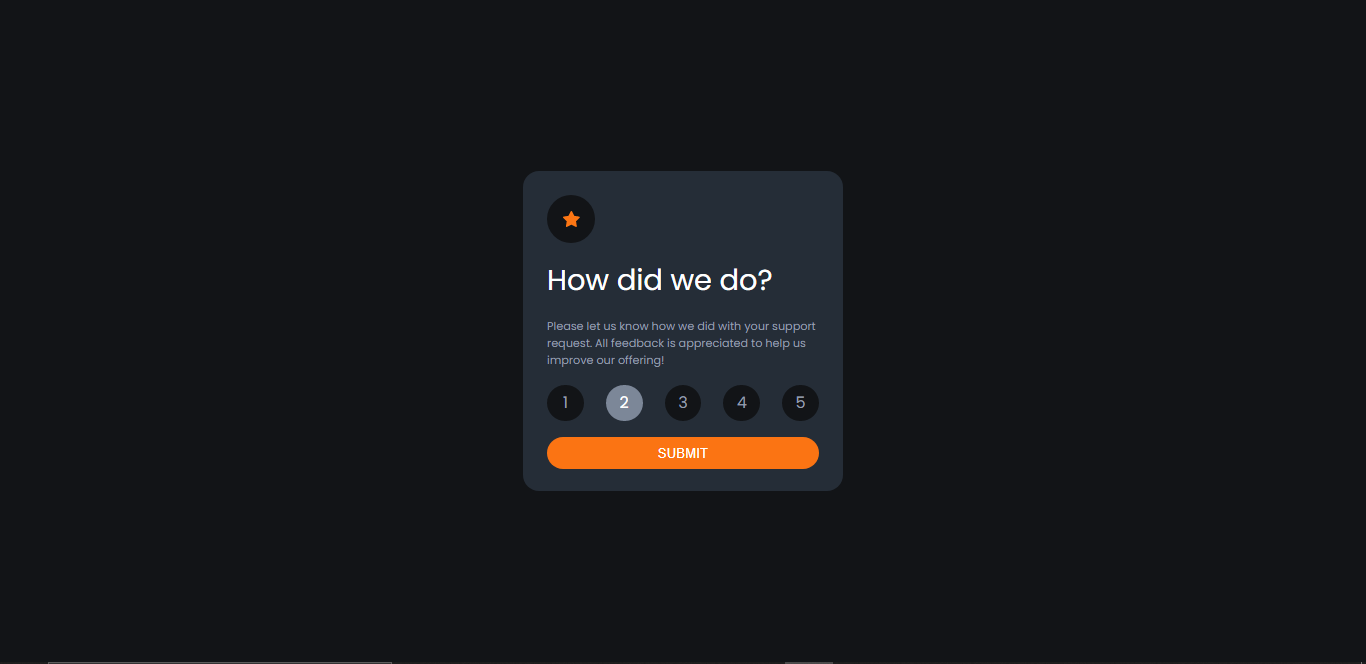 How did we do?
Please let us know how we did with your support
request. All feedback is appreciated to help us
improve our offering!
1 2 3 4 5
SUBMIT